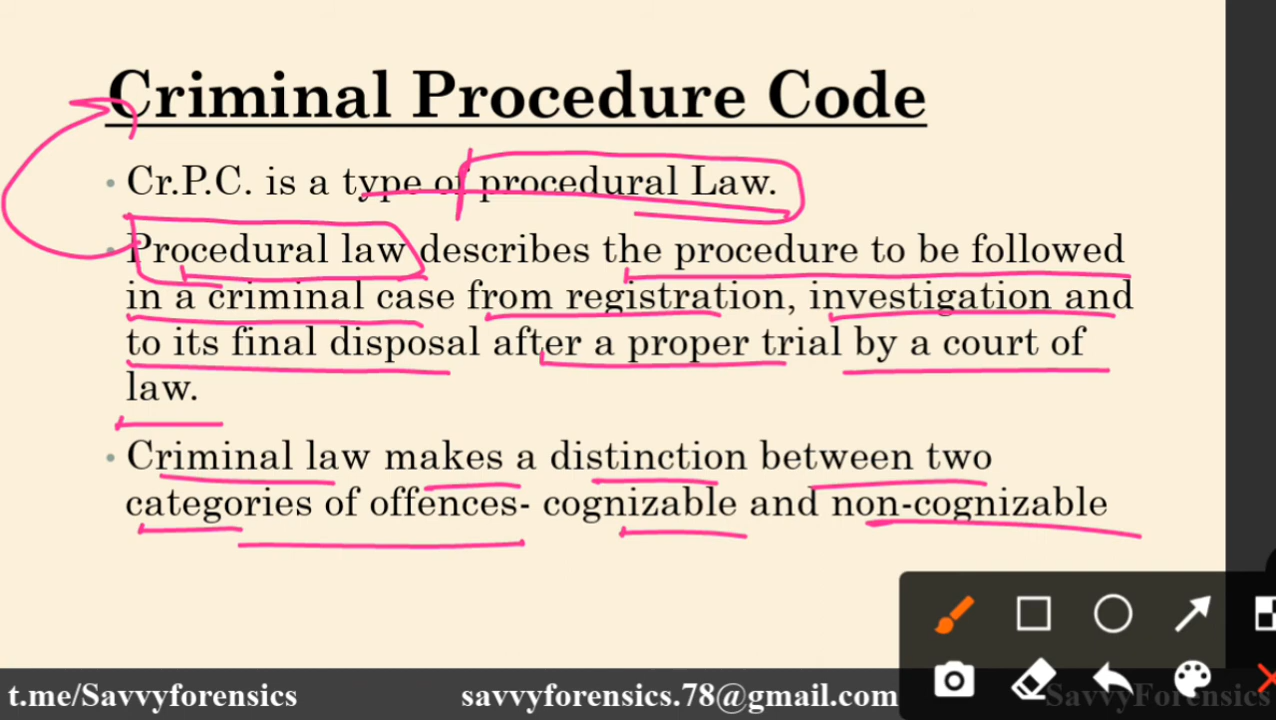 Criminal Procedure Code
• Cr.P.C. is a type of procedural Law.
• Procedural law describes the procedure to be followed
in a criminal case from registration, investigation and
to its final disposal after a proper trial by a court of
law.
• Criminal law makes a distinction between two
categories of offences- cognizable and non-cognizable
t.me/Savvyforensics savvyforensics.78@gmail.com SavvyForensics